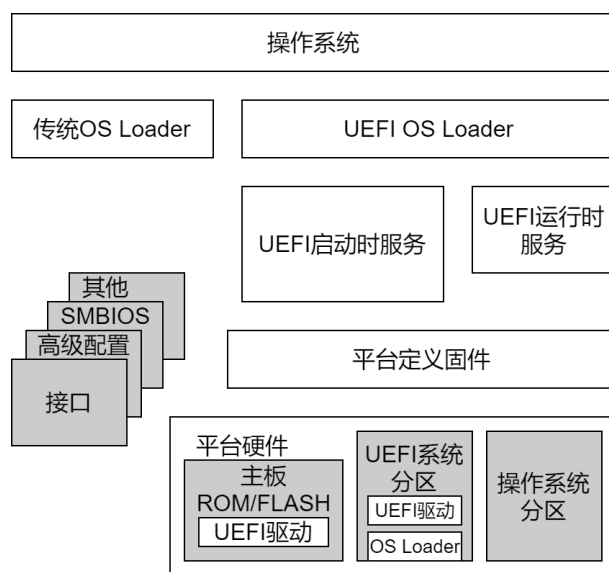 操作系统
传统OS Loader
UEFI OS Loader
UEFI启动时服务
UEFI运行时
服务
其他
SMBIOS
高级配置
接口
平台定义固件
平台硬件
主板
ROM/FLASH
UEFI驱动
UEFI系统
分区
UEFI驱动
OS Loader
操作系统
分区